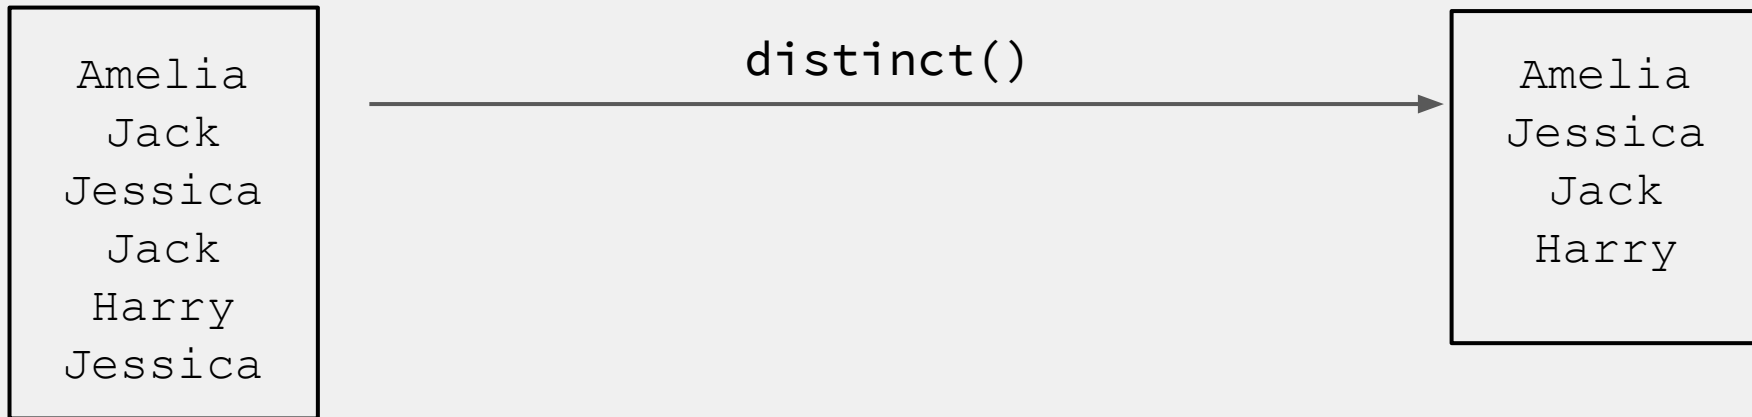 Amelia
Jack
Jessica
Jack
Harry
Jessica
distinct()
Amelia
Jessica
Jack
Harry